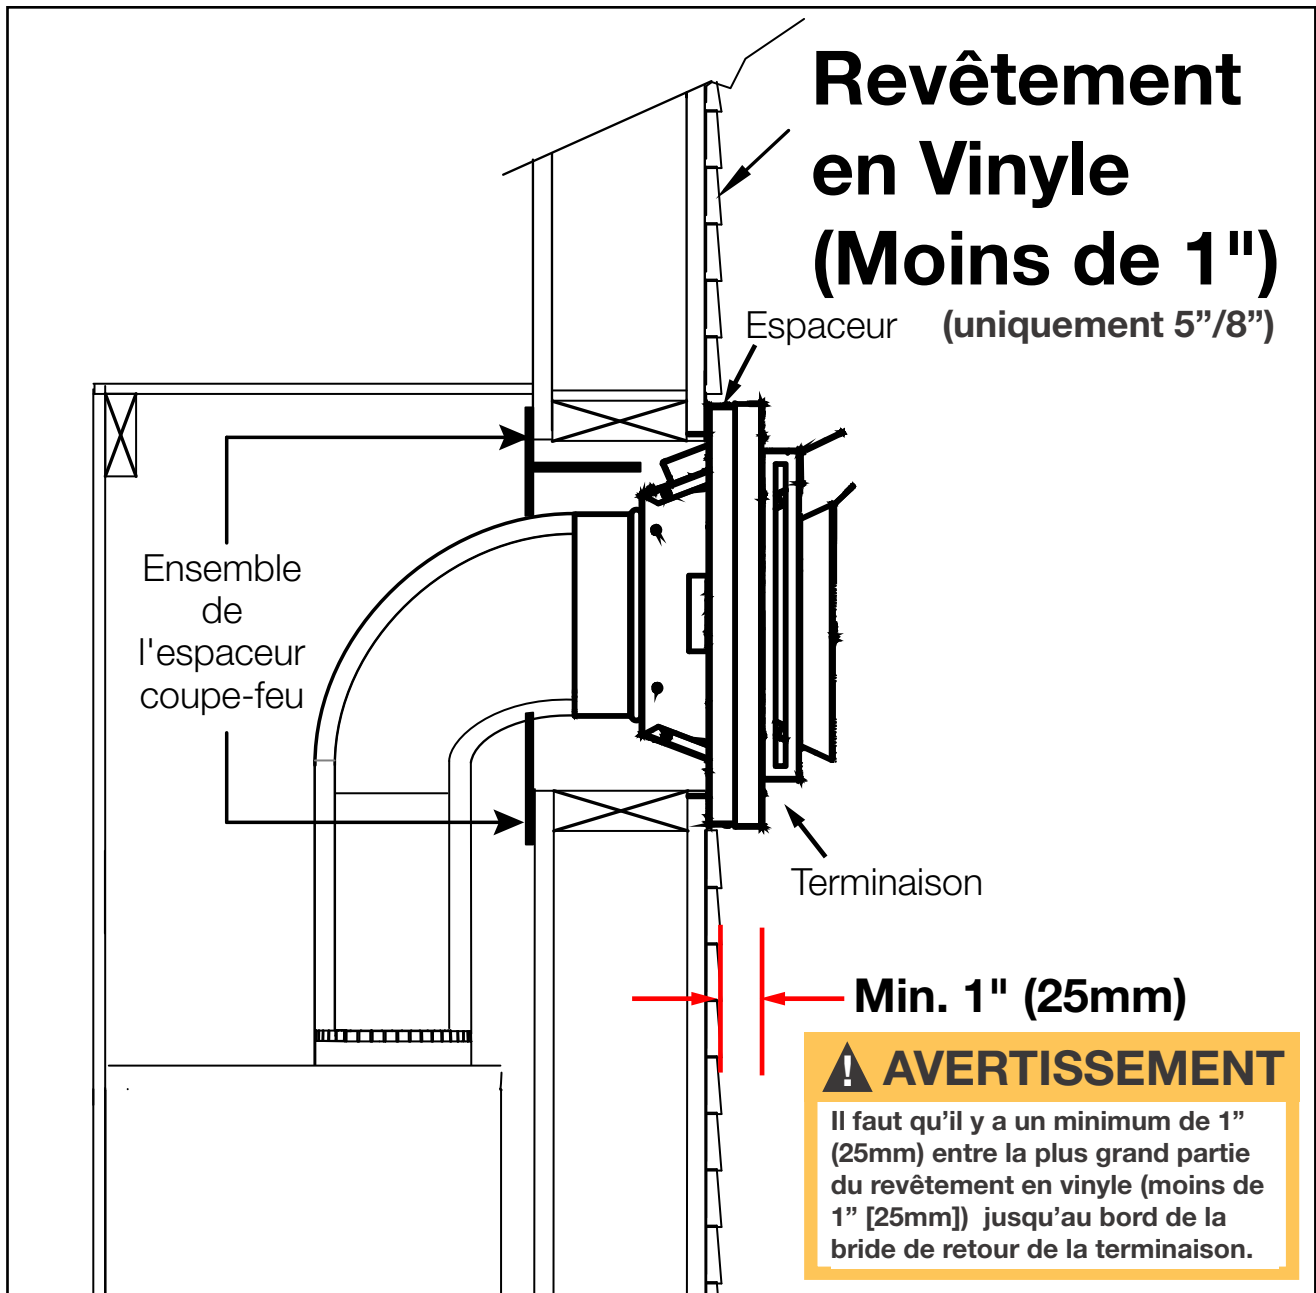 Revêtement
en Vinyle
(Moins de 1")
(uniquement 5”/8”)
Espaceur
Ensemble
de
l'espaceur
coupe-feu
Terminaison
Min. 1" (25mm)
! AVERTISSEMENT
Il faut qu’il y a un minimum de 1”
(25mm) entre la plus grand partie
du revêtement en vinyle (moins de
1” [25mm]) jusqu’au bord de la
bride de retour de la terminaison.